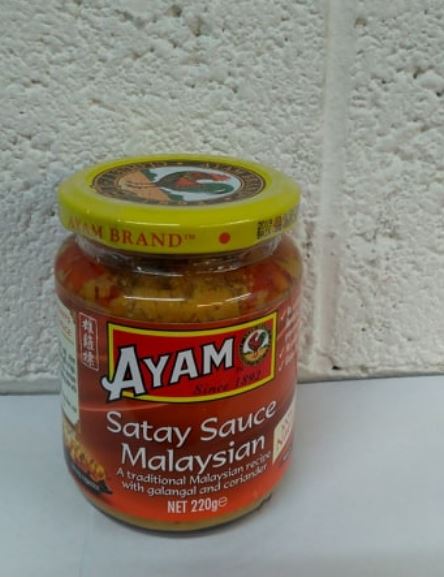 AYAM BRAND™
AYAM
Since 1892
Satay Sauce
Malaysian
A traditional Malaysian recipe
with galangal and coriander
NET 220g℮